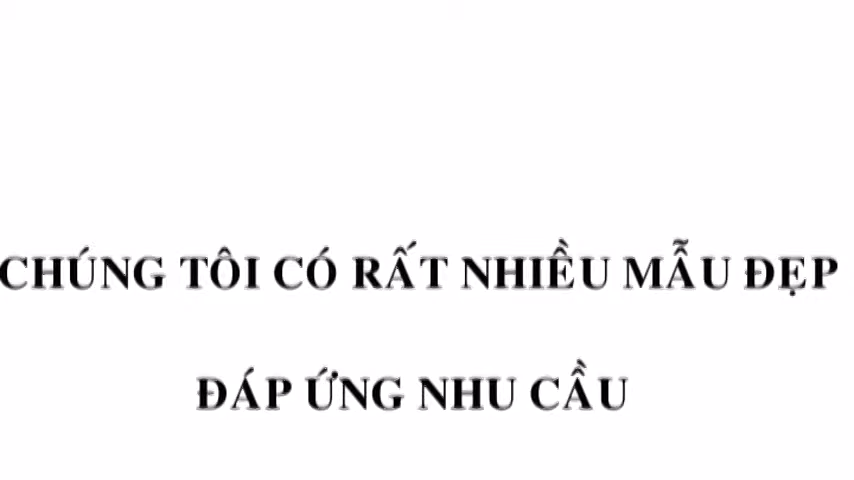 CHÚNG TÔI CÓ RẤT NHIỀU MẪU ĐẸP
ĐÁP ỨNG NHU CẦU